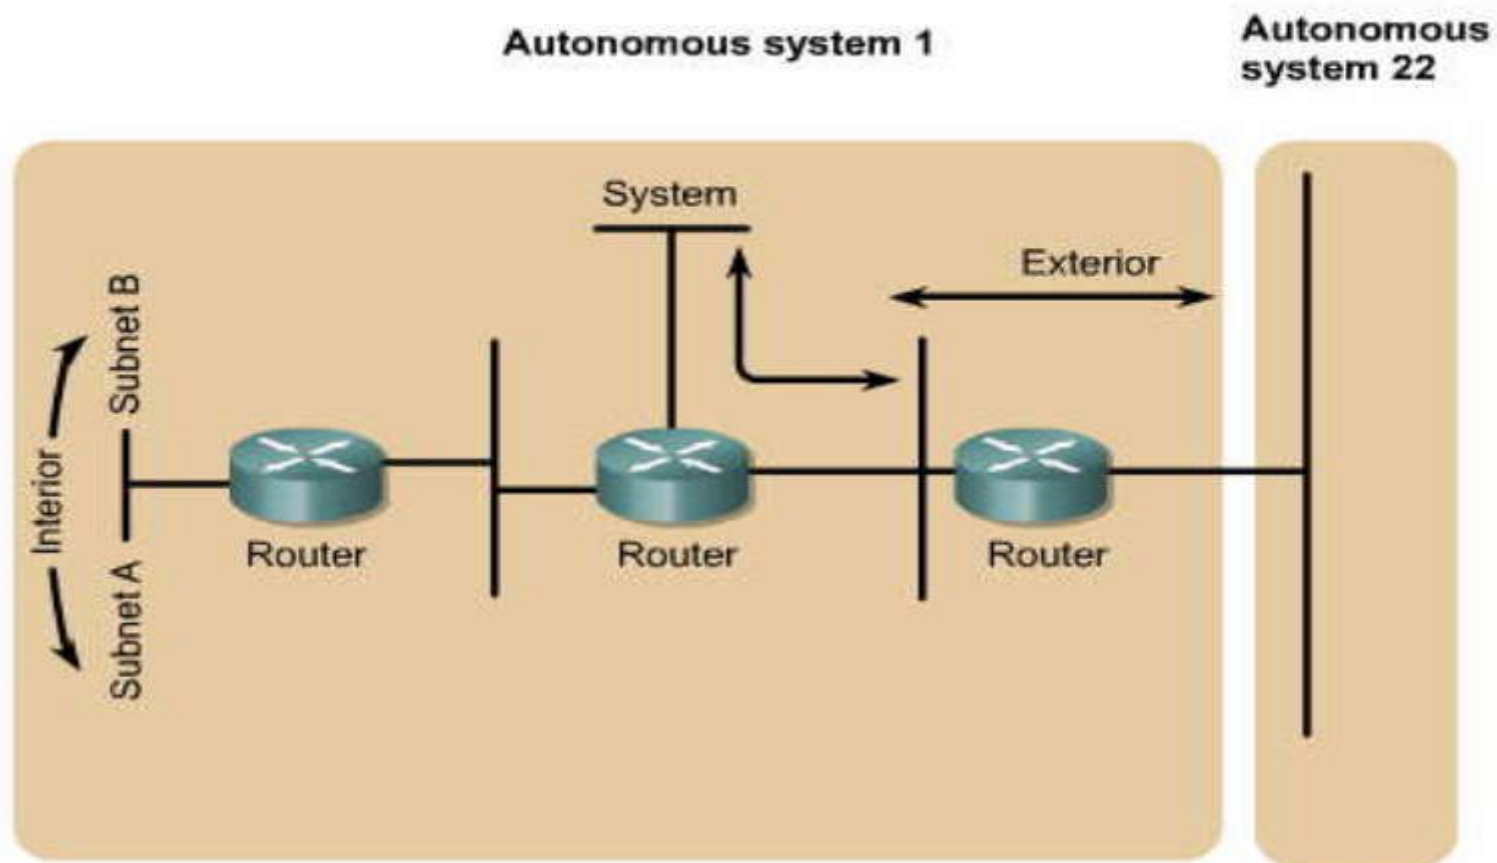 Autonomous system 1
Autonomous
system 22
System
Exterior
Interior
Subnet B
Subnet A
Router
Router
Router